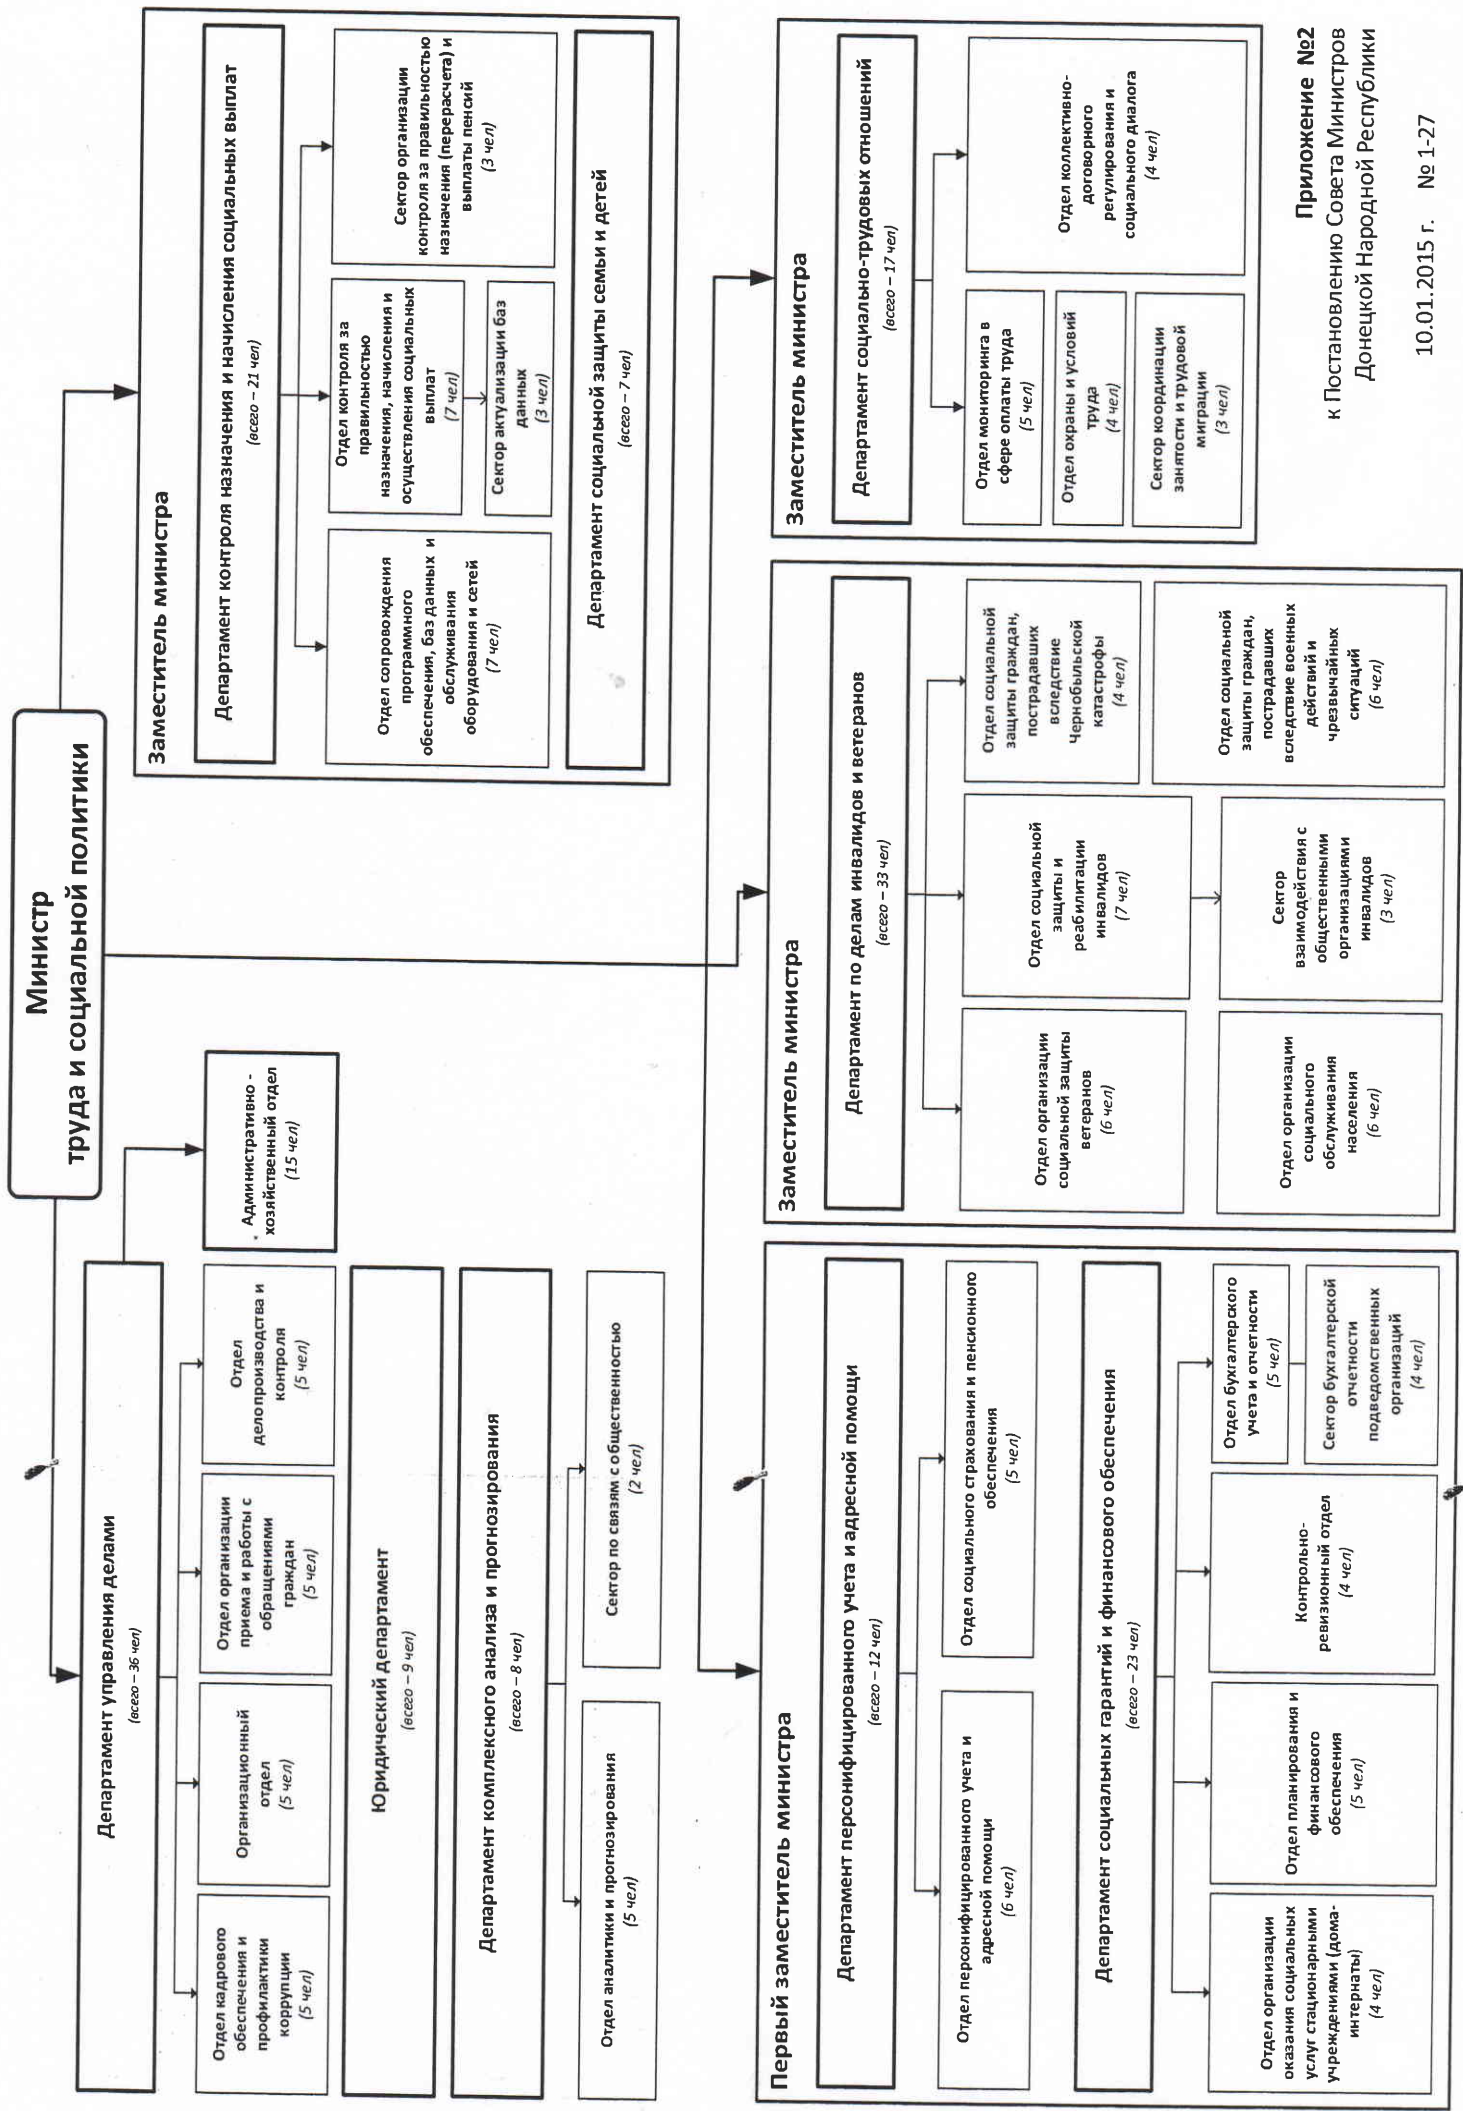 Министр
труда и социальной политики
Департамент управления делами
(всего – 36 чел)
Отдел кадрового
обеспечения и
профилактики
коррупции
(5 чел)
Организационный
отдел
(5 чел)
Отдел организации
приема и работы с
обращениями
граждан
(5 чел)
Отдел
делопроизводства и
контроля
(5 чел)
Административно -
хозяйственный отдел
(15 чел)
Юридический департамент
(всего – 9 чел)
Департамент комплексного анализа и прогнозирования
(всего – 8 чел)
Отдел аналитики и прогнозирования
(5 чел)
Сектор по связям с общественностью
(2 чел)
Заместитель министра
Департамент контроля назначения и начисления социальных выплат
(всего – 21 чел)
Отдел сопровождения
программного
обеспечения, баз данных и
обслуживания
оборудования и сетей
(7 чел)
Отдел контроля за
правильностью
назначения, начисления и
осуществления социальных
выплат
(7 чел)
Сектор актуализации баз
данных
(3 чел)
Сектор организации
контроля за правильностью
назначения (перерасчета) и
выплаты пенсий
(3 чел)
Департамент социальной защиты семьи и детей
(всего – 7 чел)
Первый заместитель министра
Департамент персонифицированного учета и адресной помощи
(всего – 12 чел)
Отдел персонифицированного учета и
адресной помощи
(6 чел)
Отдел социального страхования и пенсионного
обеспечения
(5 чел)
Департамент социальных гарантий и финансового обеспечения
(всего – 23 чел)
Отдел организации
оказания социальных
услуг стационарными
учреждениями (дома-
интернаты)
(4 чел)
Отдел планирования и
финансового
обеспечения
(5 чел)
Контрольно-
ревизионный отдел
(4 чел)
Отдел бухгалтерского
учета и отчетности
(5 чел)
Сектор бухгалтерской
отчетности
подведомственных
организаций
(4 чел)
Заместитель министра
Департамент по делам инвалидов и ветеранов
(всего – 33 чел)
Отдел организации
социальной защиты
ветеранов
(6 чел)
Отдел социальной
защиты и
реабилитации
инвалидов
(7 чел)
Отдел социальной
защиты граждан,
пострадавших
вследствие
Чернобыльской
катастрофы
(4 чел)
Отдел организации
социального
обслуживания
населения
(6 чел)
Сектор
взаимодействия с
общественными
организациями
инвалидов
(3 чел)
Отдел социальной
защиты граждан,
пострадавших
вследствие военных
действий и
чрезвычайных
ситуаций
(6 чел)
Заместитель министра
Департамент социально-трудовых отношений
(всего – 17 чел)
Отдел мониторинга в
сфере оплаты труда
(5 чел)
Отдел охраны и условий
труда
(4 чел)
Сектор координации
занятости и трудовой
миграции
(3 чел)
Отдел коллективно-
договорного
регулирования и
социального диалога
(4 чел)
Приложение №2
к Постановлению Совета Министров
Донецкой Народной Республики
10.01.2015 г. № 1-27